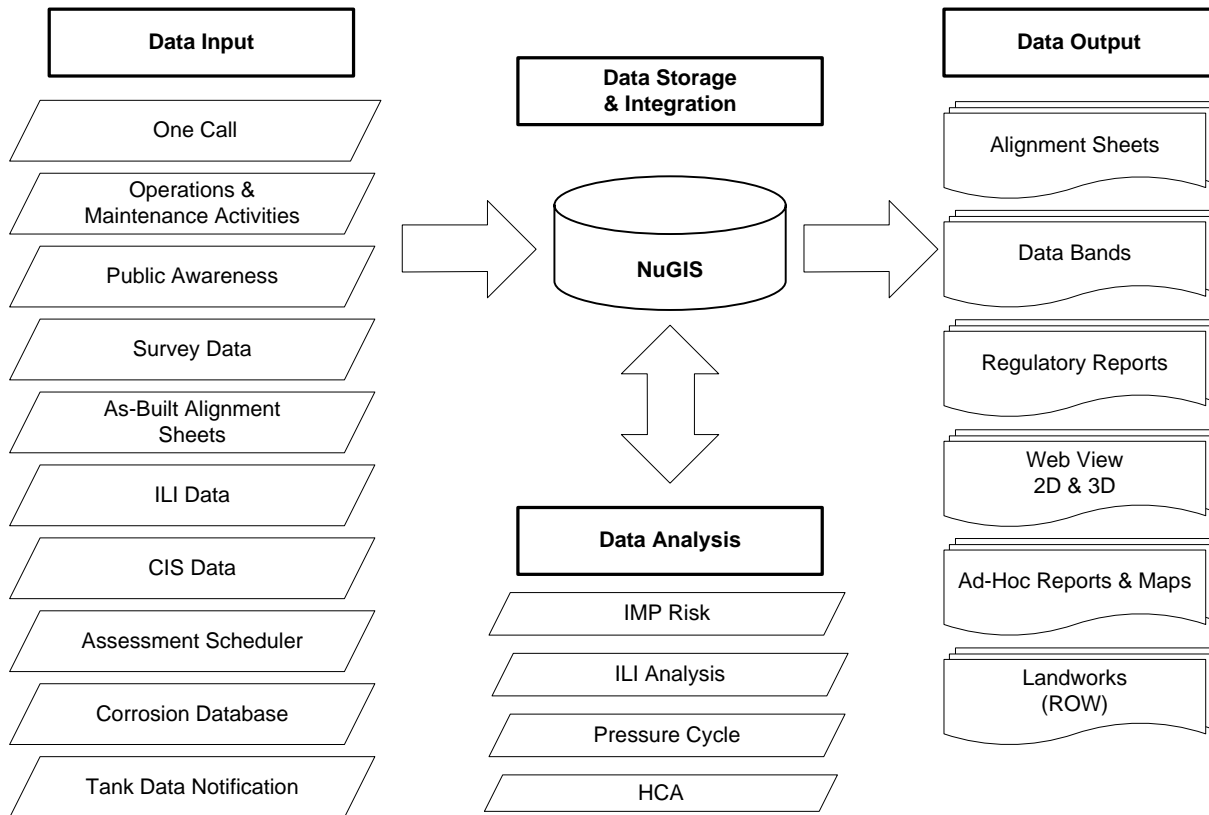 Data Input
One Call
Operations &
Maintenance Activities
Public Awareness
Survey Data
As-Built Alignment
Sheets
ILI Data
CIS Data
Assessment Scheduler
Corrosion Database
Tank Data Notification
Data Storage
& Integration
NuGIS
Data Analysis
IMP Risk
ILI Analysis
Pressure Cycle
HCA
Data Output
Alignment Sheets
Data Bands
Regulatory Reports
Web View
2D & 3D
Ad-Hoc Reports & Maps
Landworks
(ROW)